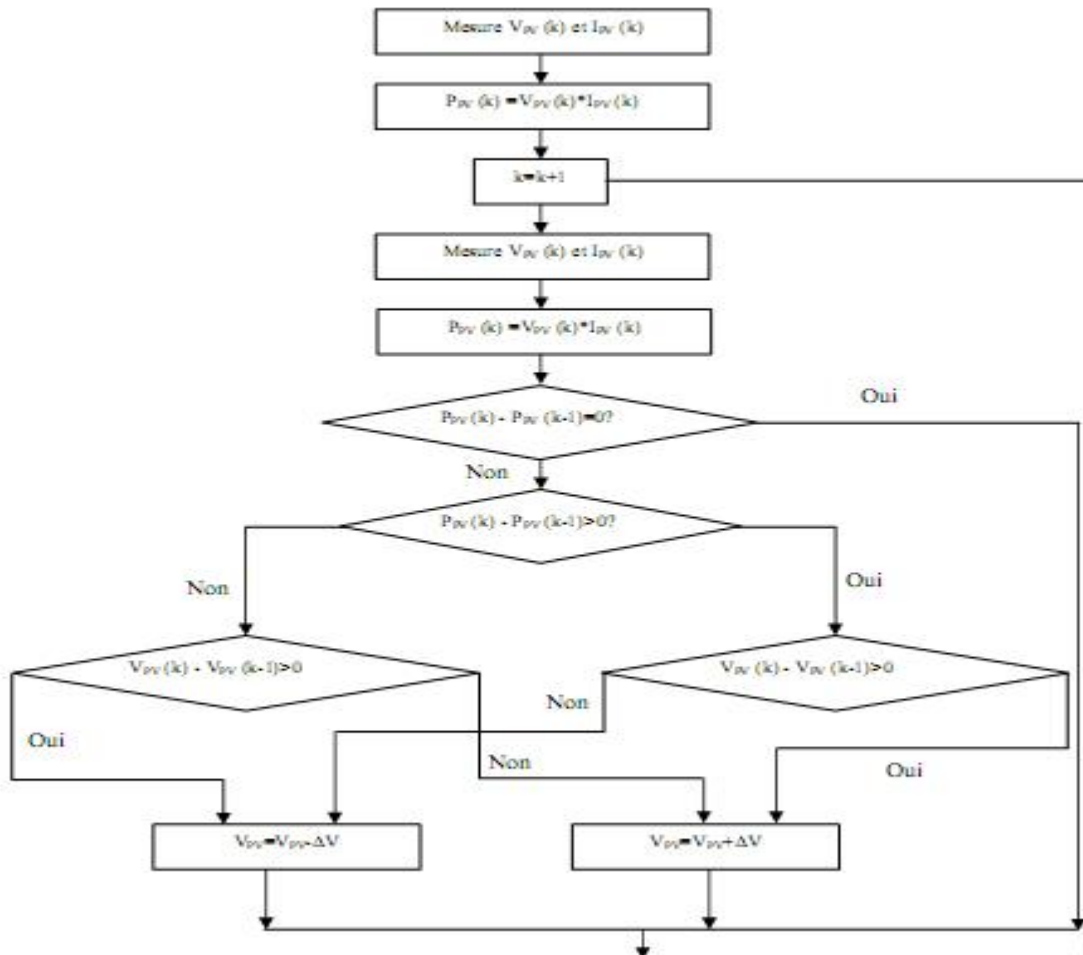 Mesure V_PV (k) et I_PV (k)
P_PV (k) =V_PV(k)*I_PV(k)
k=k+1
Mesure V_PV (k) et I_PV (k)
P_PV (k) =V_PV (k)*I_PV (k)
Oui
P_PV(k) - P_PV (k-1)=0?
Non
P_PV (k) - P_PV (k-1)>0?
Non
Oui
V_PV (k) - V_PV (k-1)>0
V_PV (k) - V_PV (k-1)>0
Non
Oui
Non
Oui
V_PV=V_PV-ΔV
V_PV=V_PV+ΔV